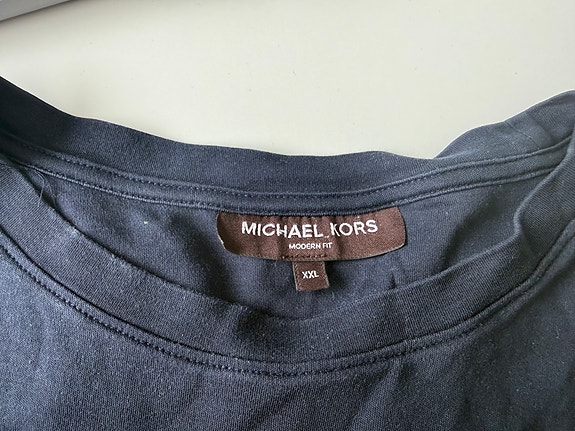 MICHAEL KORS
MODERN FIT
XXL